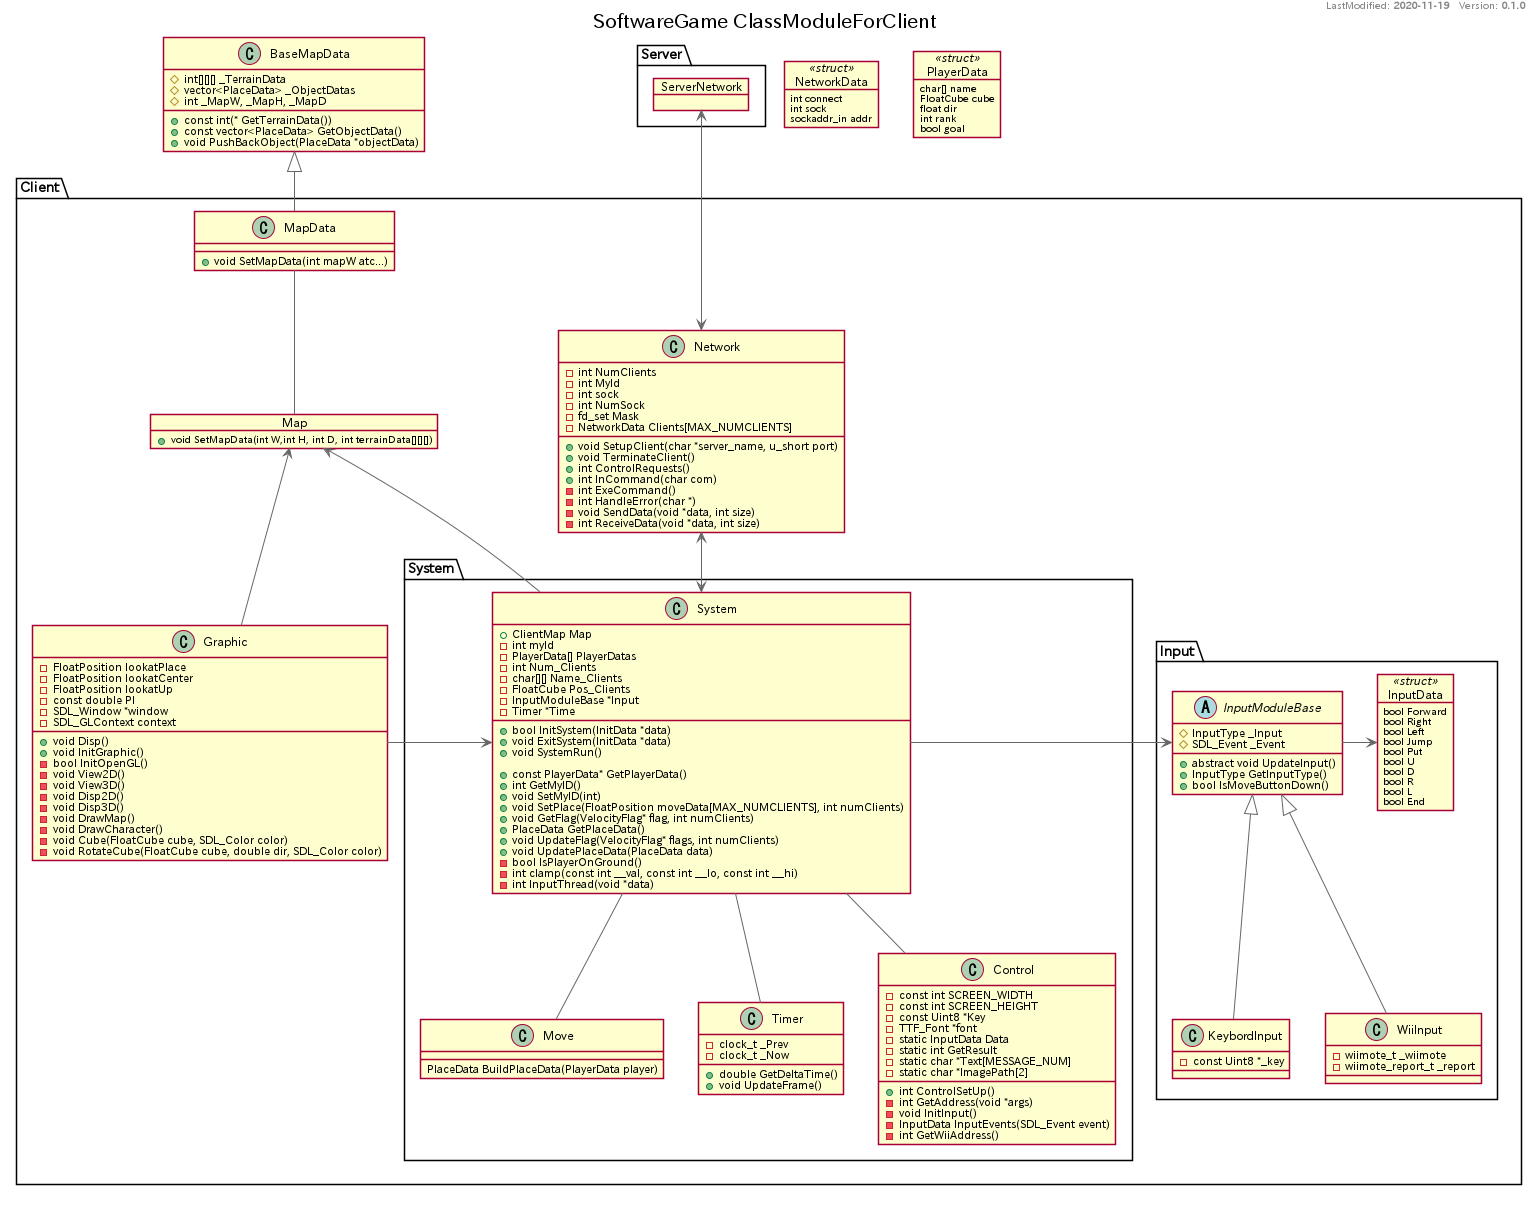 LastModified: 2020-11-19 Version: 0.1.0
SoftwareGame ClassModuleForClient
C BaseMapData
int[][][] _TerrainData
vector<PlaceData> _ObjectDatas
int _MapW, _MapH, _MapD
const int(* GetTerrainData())
const vector<PlaceData> GetObjectData()
void PushBackObject(PlaceData *objectData)
Server
ServerNetwork
«struct»
NetworkData
int connect
int sock
sockaddr_in addr
«struct»
PlayerData
char[] name
FloatCube cube
float dir
int rank
bool goal
Client
C MapData
void SetMapData(int mapW atc...)
Map
void SetMapData(int W,int H, int D, int terrainData[][][])
C Network
int NumClients
int MyId
int sock
int NumSock
fd_set Mask
NetworkData Clients[MAX_NUMCLIENTS]
void SetupClient(char *server_name, u_short port)
void TerminateClient()
int ControlRequests()
int InCommand(char com)
int ExeCommand()
int HandleError(char *)
void SendData(void *data, int size)
int ReceiveData(void *data, int size)
C Graphic
FloatPosition lookatPlace
FloatPosition lookatCenter
FloatPosition lookatUp
const double PI
SDL_Window *window
SDL_GLContext context
void Disp()
void InitGraphic()
bool InitOpenGL()
void View2D()
void View3D()
void Disp2D()
void Disp3D()
void DrawMap()
void DrawCharacter()
void Cube(FloatCube cube, SDL_Color color)
void RotateCube(FloatCube cube, double dir, SDL_Color color)
System
C System
ClientMap Map
int myId
PlayerData[] PlayerDatas
int Num_Clients
char[][] Name_Clients
FloatCube Pos_Clients
InputModuleBase *Input
Timer *Time
bool InitSystem(InitData *data)
void ExitSystem(InitData *data)
void SystemRun()
const PlayerData* GetPlayerData()
int GetMyID()
void SetMyID(int)
void SetPlace(FloatPosition moveData[MAX_NUMCLIENTS], int numClients)
void GetFlag(VelocityFlag* flag, int numClients)
PlaceData GetPlaceData()
void UpdateFlag(VelocityFlag* flags, int numClients)
void UpdatePlaceData(PlaceData data)
bool IsPlayerOnGround()
int clamp(const int __val, const int __lo, const int __hi)
int InputThread(void *data)
C Move
PlaceData BuildPlaceData(PlayerData player)
C Timer
clock_t _Prev
clock_t _Now
double GetDeltaTime()
void UpdateFrame()
C Control
const int SCREEN_WIDTH
const int SCREEN_HEIGHT
const Uint8 *Key
TTF_Font *font
static InputData Data
static int GetResult
static char *Text[MESSAGE_NUM]
static char *ImagePath[2]
int ControlSetUp()
int GetAddress(void *args)
void InitInput()
InputData InputEvents(SDL_Event event)
int GetWiiAddress()
Input
A InputModuleBase
InputType _Input
SDL_Event _Event
abstract void UpdateInput()
InputType GetInputType()
bool IsMoveButtonDown()
«struct»
InputData
bool Forward
bool Right
bool Left
bool Jump
bool Put
bool U
bool D
bool R
bool L
bool End
C KeybordInput
const Uint8 *_key
C WiiInput
wiimote_t _wiimote
wiimote_report_t _report